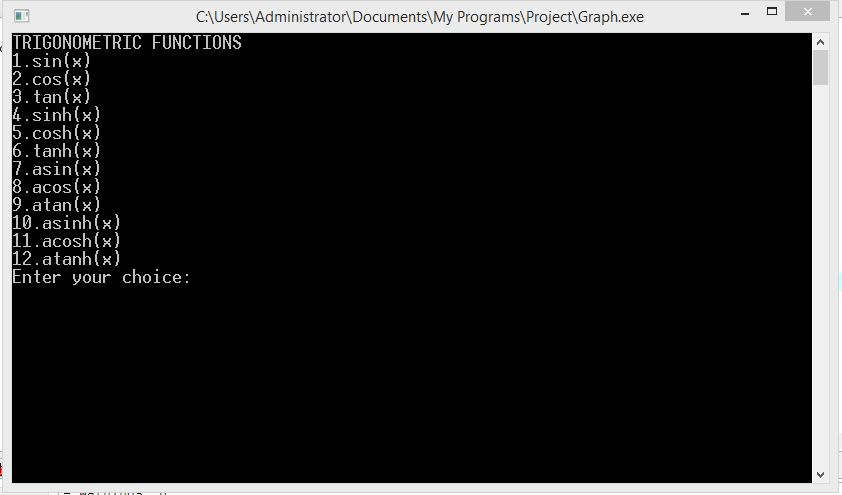 C:\Users\Administrator\Documents\My Programs\Project\Graph.exe
TRIGONOMETRIC FUNCTIONS
1.sin(x)
2.cos(x)
3.tan(x)
4.sinh(x)
5.cosh(x)
6.tanh(x)
7.asin(x)
8.acos(x)
9.atan(x)
10.asinh(x)
11.acosh(x)
12.atanh(x)
Enter your choice: